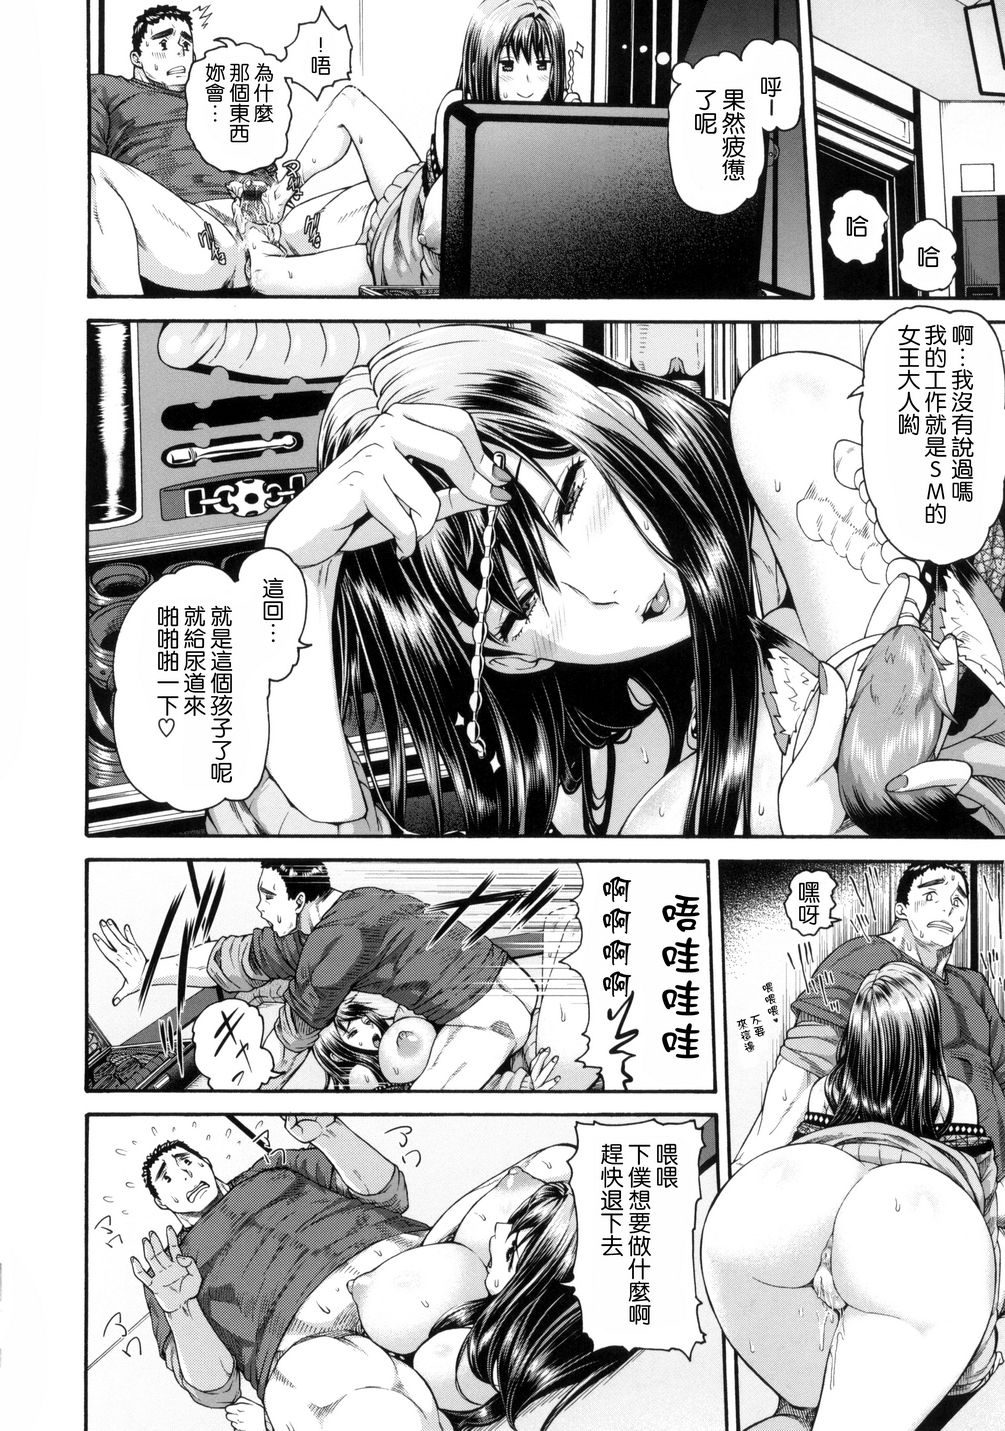 哈
哈
呼—
果然疲憊
了呢
！唔
為什麼
那個東西
妳會…
啊…我沒有說過嗎
我的工作就是ＳＭ的
女王大人喲
這回…
就是這個孩子了呢
就給尿道來
啪啪啪一下♡
嘿呀
喂喂喂♥
不要
來這邊
唔哇哇哇
啊啊啊啊
喂喂
下僕想要做什麼啊
趕快退下去